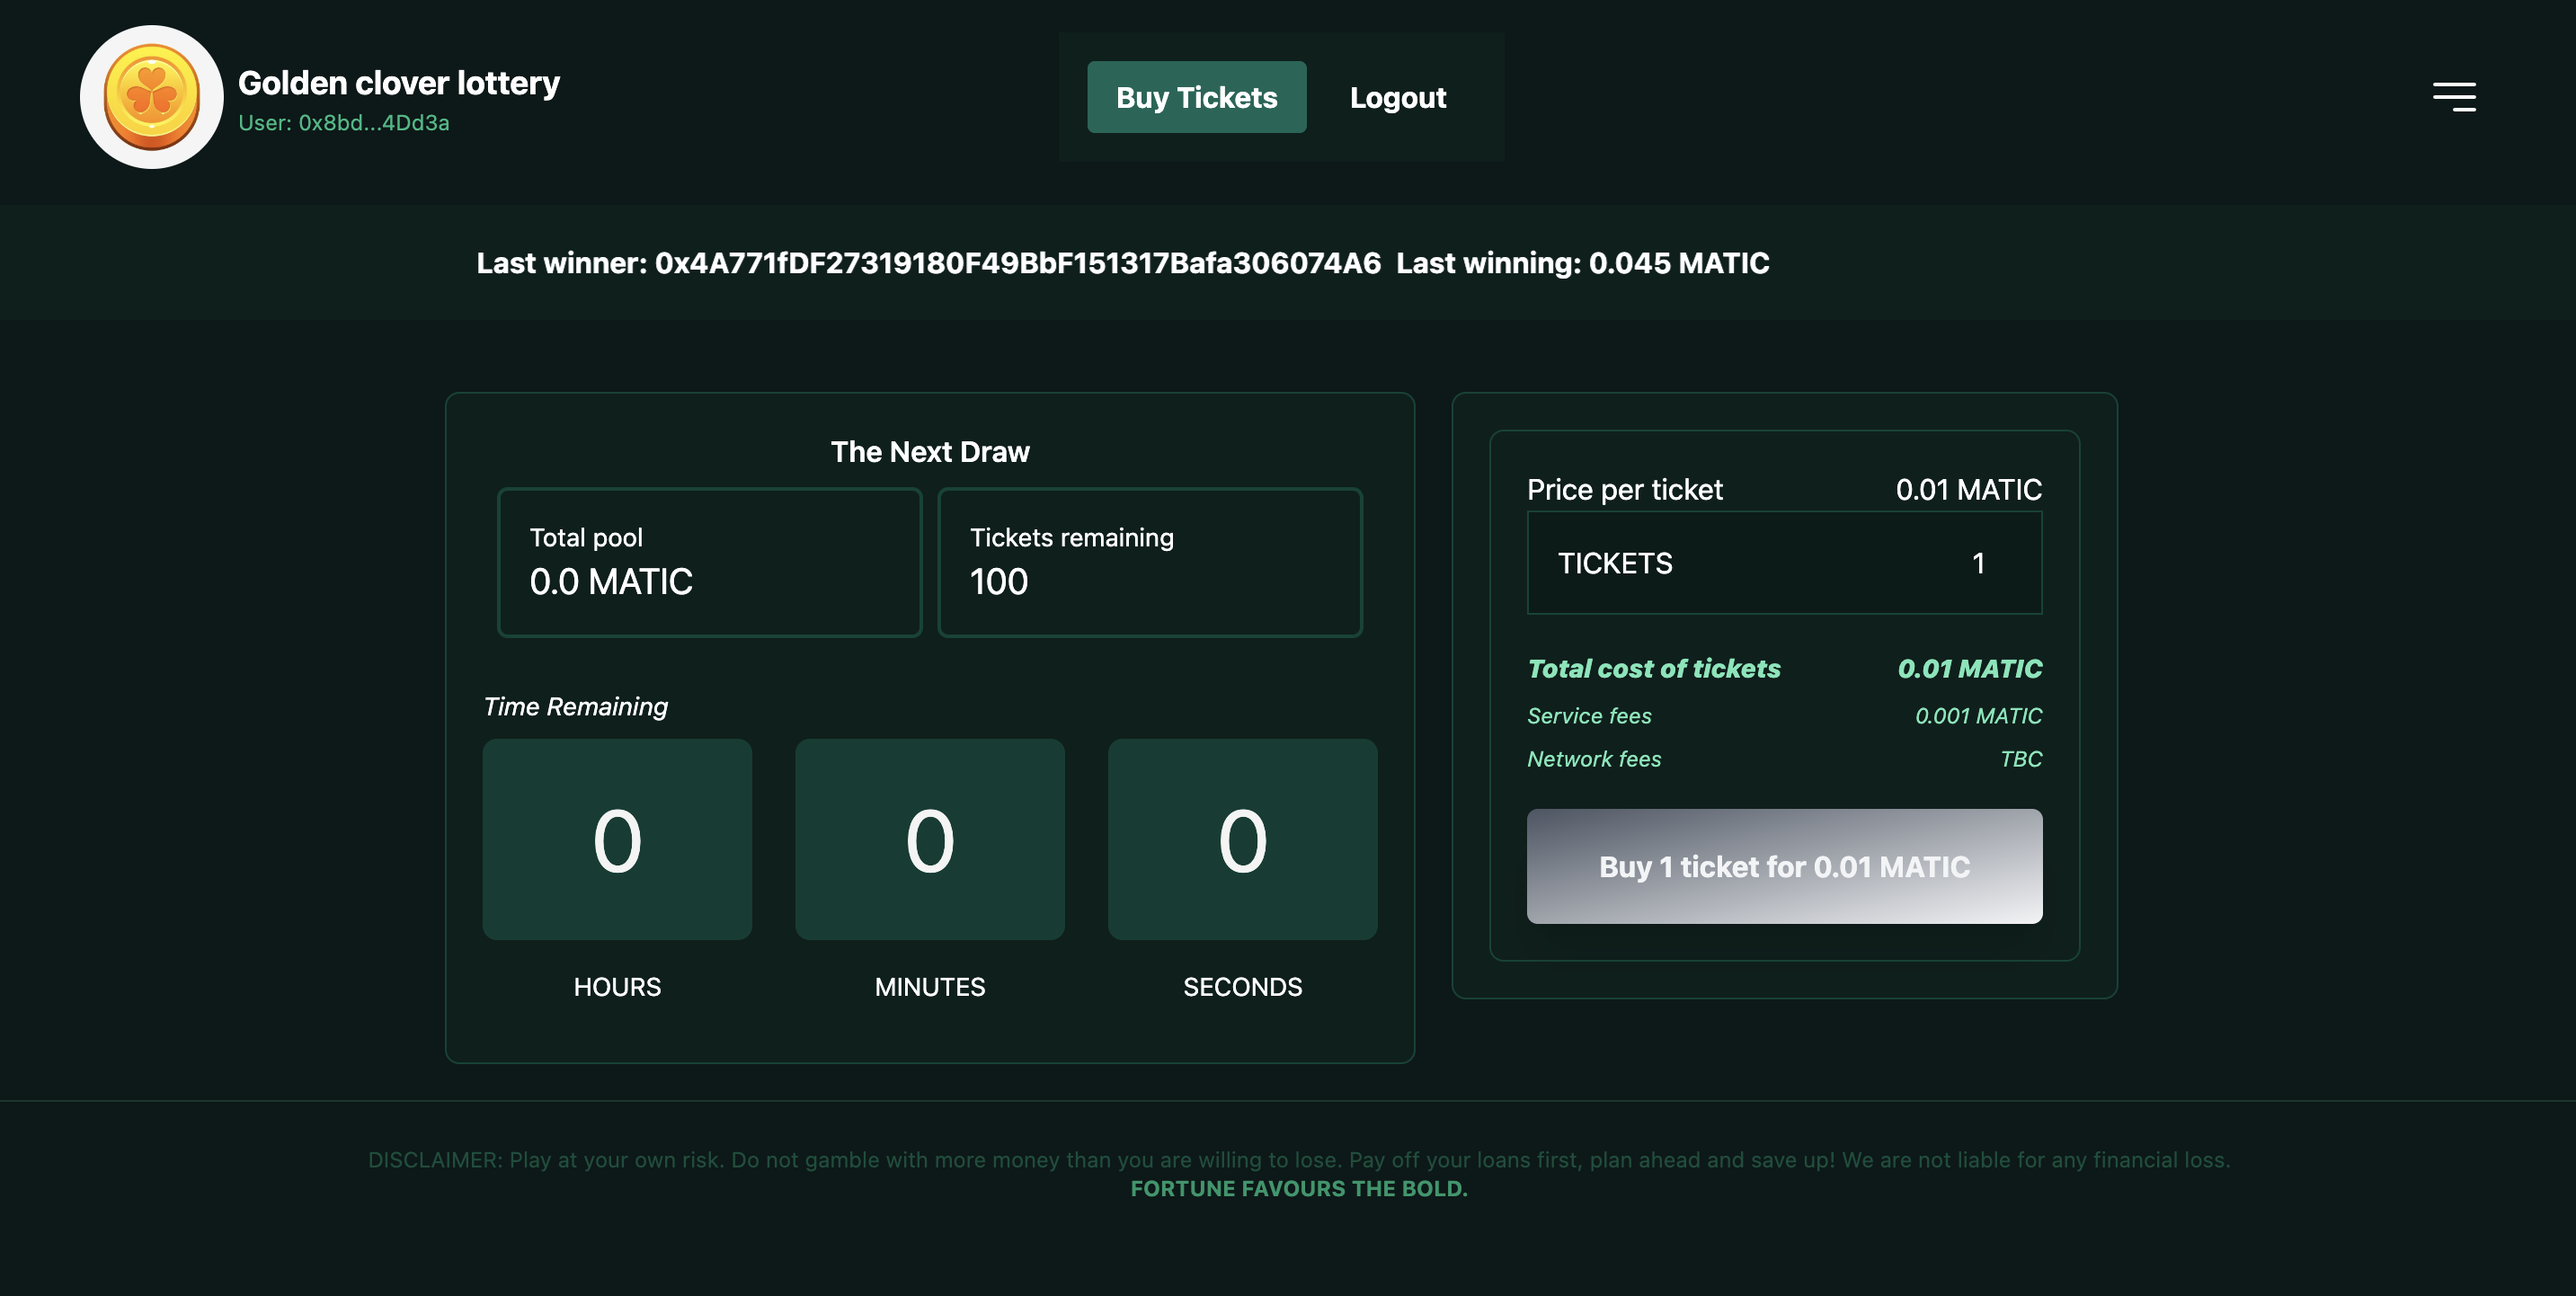 Golden clover lottery
User: 0x8bd...4Dd3a
Buy Tickets
Logout
Last winner: 0x4A771fDF27319180F49BbF151317Bafa306074A6 Last winning: 0.045 MATIC
The Next Draw
Total pool
0.0 MATIC
Tickets remaining
100
Time Remaining
0
0
0
HOURS
MINUTES
SECONDS
Price per ticket 0.01 MATIC
TICKETS 1
Total cost of tickets 0.01 MATIC
Service fees 0.001 MATIC
Network fees TBC
Buy 1 ticket for 0.01 MATIC
DISCLAIMER: Play at your own risk. Do not gamble with more money than you are willing to lose. Pay off your loans first, plan ahead and save up! We are not liable for any financial loss.
FORTUNE FAVOURS THE BOLD.